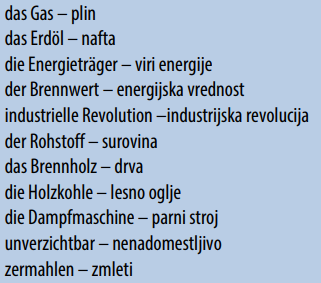 das Gas – plin
das Erdöl – nafta
die Energieträger – viri energije
der Brennwert – energijska vrednost
industrielle Revolution –industrijska revolucija
der Rohstoff – surovina
das Brennholz – drva
die Holzkohle – lesno oglje
die Dampfmaschine – parni stroj
unverzichtbar – nenadomestljivo
zermahlen – zmleti